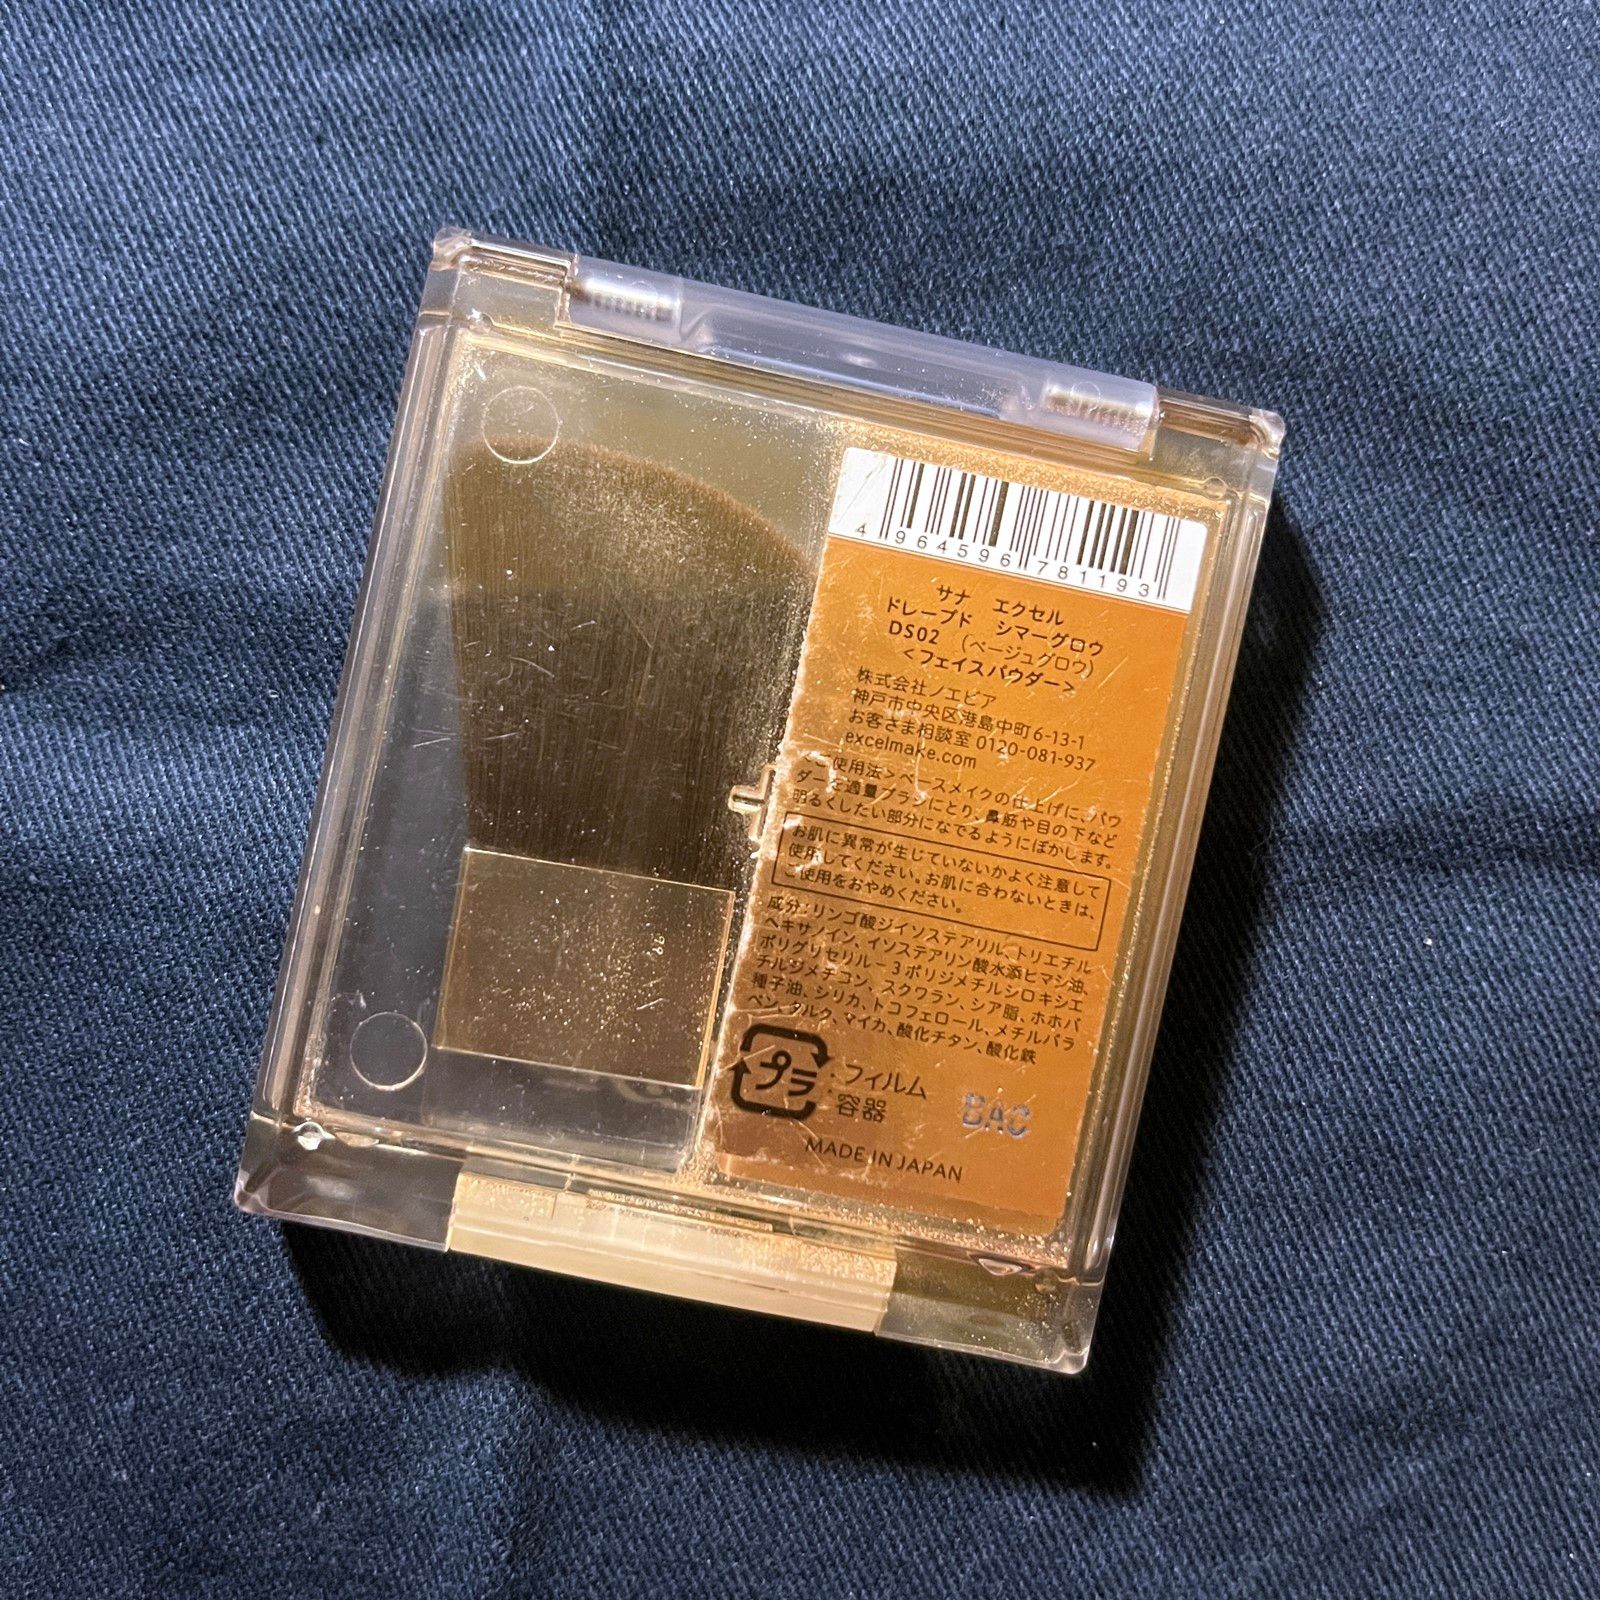 4 964596 781193
サナ エクセル
ドレープド シマーグロウ
DS02 (ベージュグロウ)
<フェイスパウダー>
株式会社ノエビア
神戸市中央区港島中町6-13-1
お客さま相談室 0120-081-937
excelmake.com
<ご使用法>ベースメイクの仕上げに、パウ
ダーを適量ブラシにとり、鼻筋や目の下など
明るくしたい部分になでるようにぼかします。
お肌に異常が生じていないかよく注意して
使用してください。お肌に合わないときは、
ご使用をおやめください。
成分:リンゴ酸ジイソステアリル、トリエチル
ヘキサノイン、イソステアリン酸水添ヒマシ油、
ポリグリセリル-3ポリジメチルシロキシエ
チルジメチコン、スクワラン、シア脂、ホホバ
種子油、シリカ、トコフェロール、メチルパラ
ベン、タルク、マイカ、酸化チタン、酸化鉄
プラ :フィルム
:容器
BAC
MADE IN JAPAN